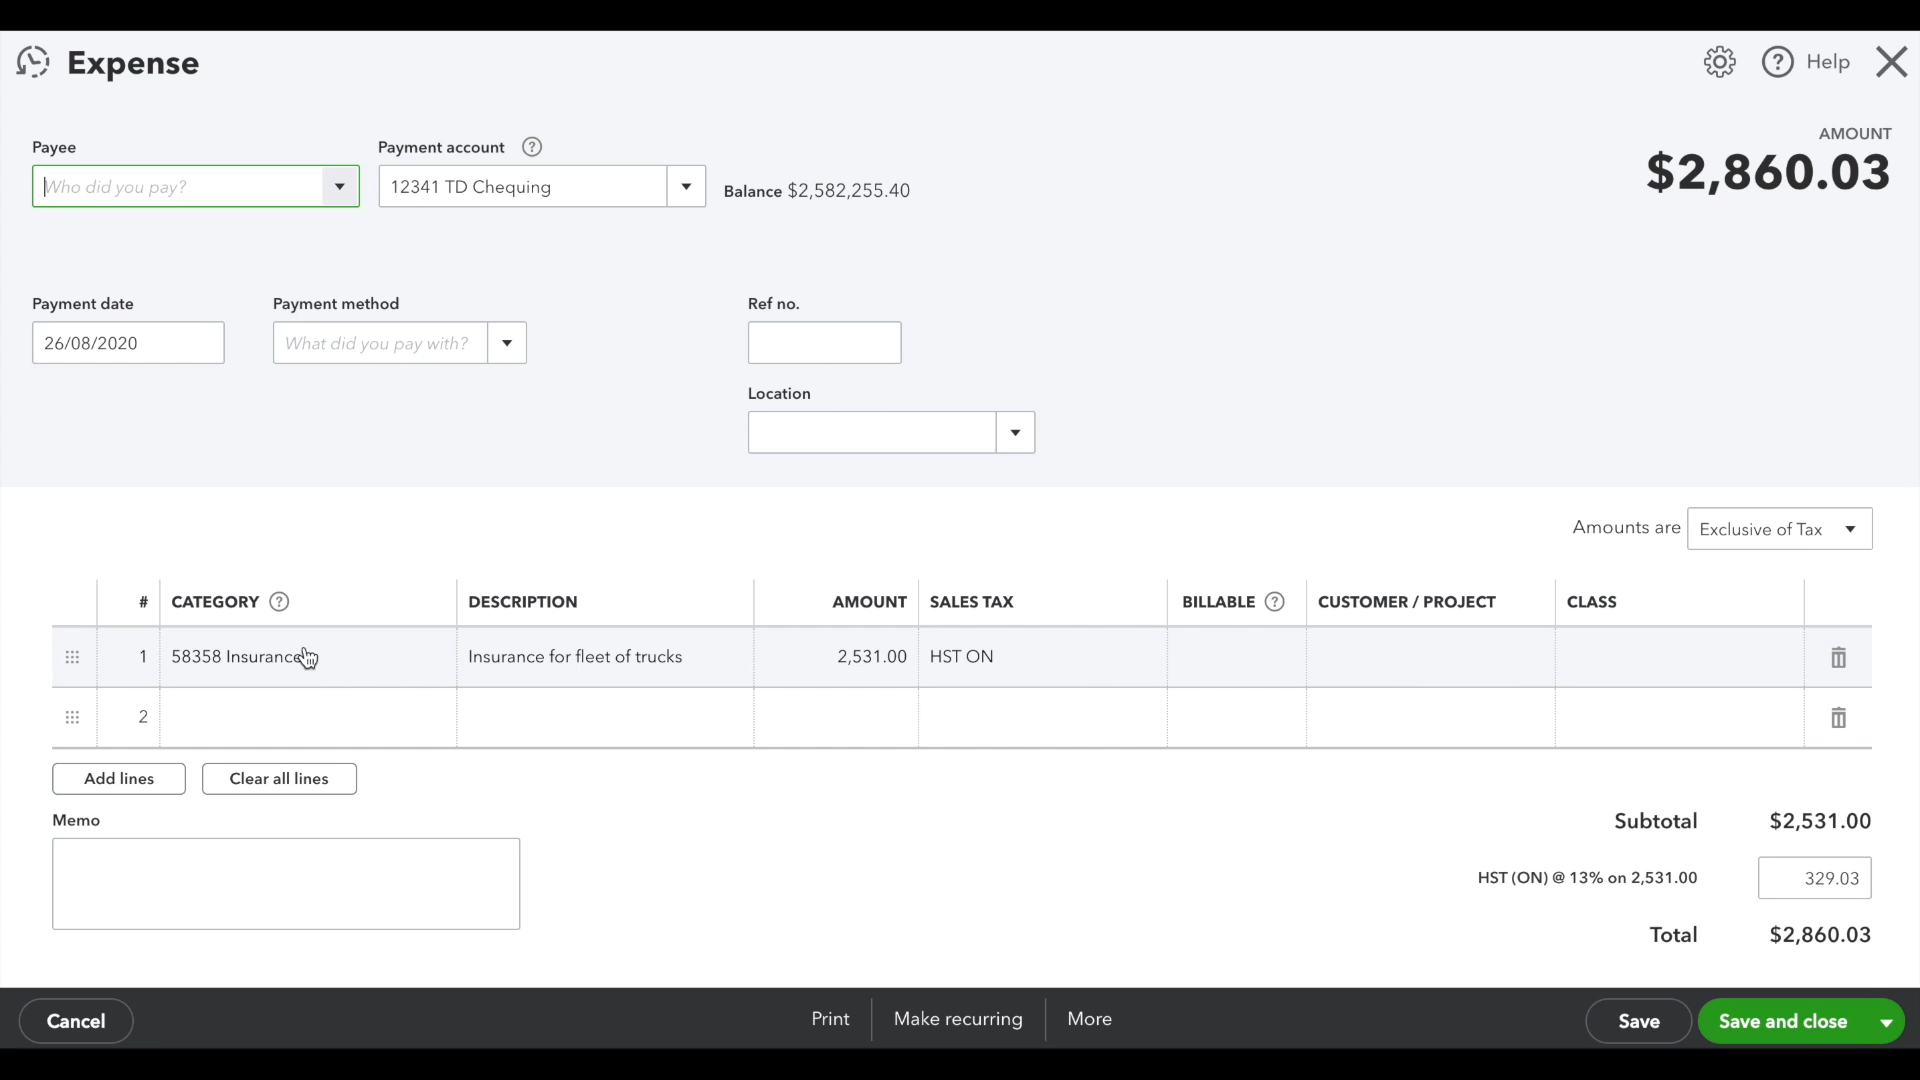 Expense
Help
AMOUNT
$2,860.03
Payee
Who did you pay?
Payment account
12341 TD Chequing
Balance $2,582,255.40
Payment date
26/08/2020
Payment method
What did you pay with?
Ref no.
Location
Amounts are Exclusive of Tax
# CATEGORY DESCRIPTION AMOUNT SALES TAX BILLABLE CUSTOMER / PROJECT CLASS
1 58358 Insurance Insurance for fleet of trucks 2,531.00 HST ON
2
Add lines Clear all lines
Memo
Subtotal $2,531.00
HST (ON) @ 13% on 2,531.00 329.03
Total $2,860.03
Cancel Print Make recurring More Save Save and close